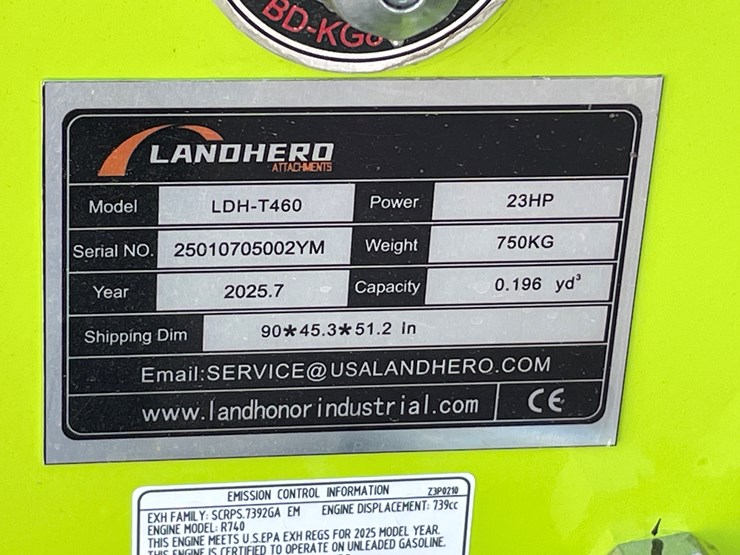 BD-KG
LANDHERO
ATTACHMENTS
Model LDH-T460 Power 23HP
Serial NO. 25010705002YM Weight 750KG
Year 2025.7 Capacity 0.196 yd³
Shipping Dim 90*45.3*51.2 in
Email:SERVICE@USALANDHERO.COM
www.landhonorindustrial.com CE
EMISSION CONTROL INFORMATION Z3P0210
EXH FAMILY: SCRPS.7392GA EM ENGINE DISPLACEMENT: 739cc
ENGINE MODEL: R740
THIS ENGINE MEETS U.S.EPA EXH REGS FOR 2025 MODEL YEAR.
THIS ENGINE IS CERTIFIED TO OPERATE ON UNLEADED GASOLINE.